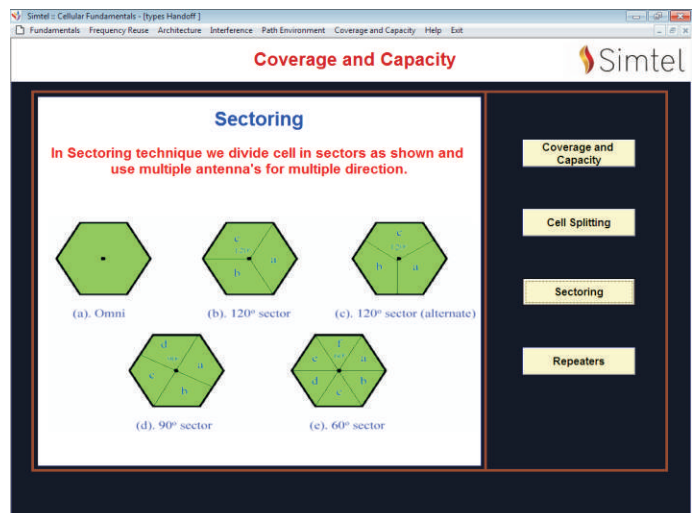 Simtel :: Cellular Fundamentals - [types Handoff ]
Fundamentals Frequency Reuse Architecture Interference Path Environment Coverage and Capacity Help Exit
Coverage and Capacity
Simtel
Sectoring
In Sectoring technique we divide cell in sectors as shown and
use multiple antenna's for multiple direction.
c
120°
a
b
c
120°
b
a
(a). Omni
(b). 120° sector
(c). 120° sector (alternate)
d
a
c
b
f
e
a
d
b
c
(d). 90° sector
(e). 60° sector
Coverage and
Capacity
Cell Splitting
Sectoring
Repeaters